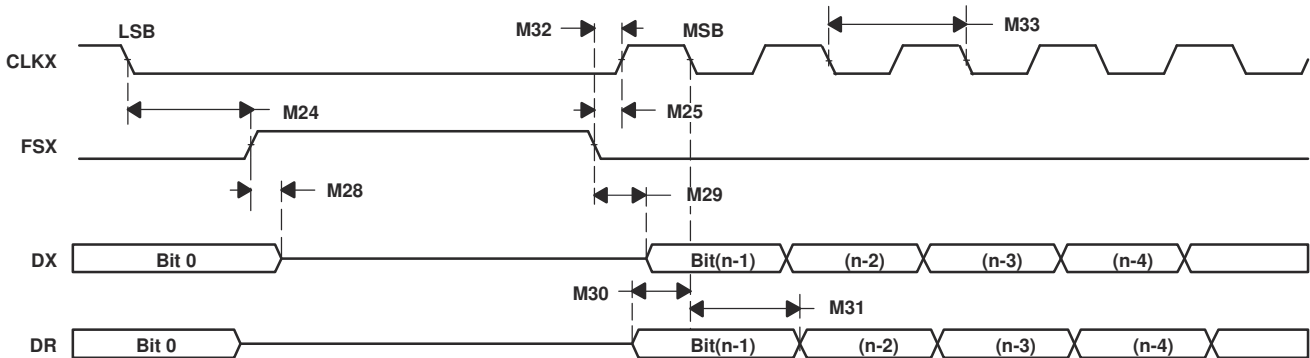 LSB
M32
MSB
M33
CLKX
M24
M25
FSX
M28
M29
DX
Bit 0
Bit(n-1)
(n-2)
(n-3)
(n-4)
M30
M31
DR
Bit 0
Bit(n-1)
(n-2)
(n-3)
(n-4)